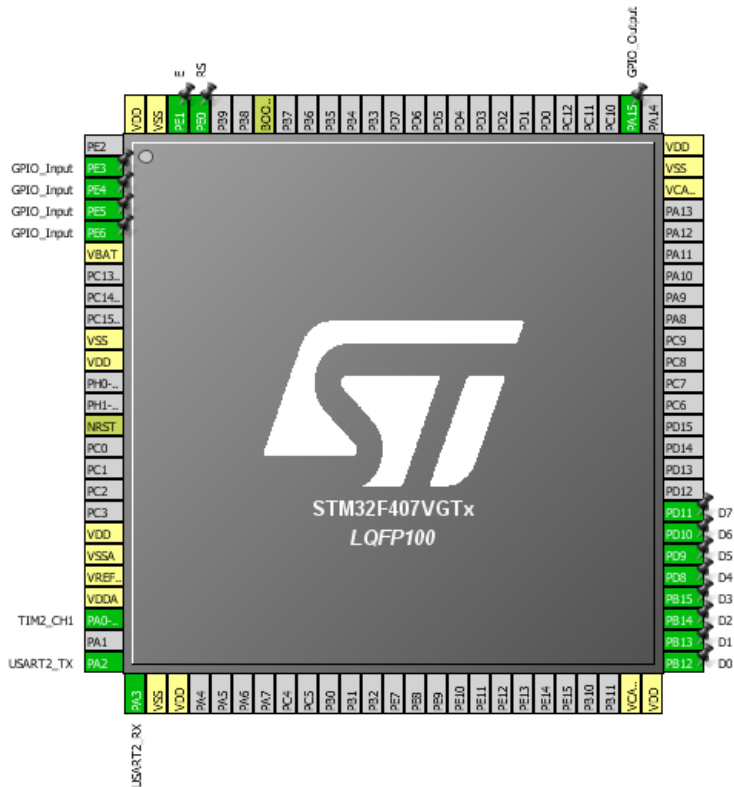 E
RS
GPIO_Output
VDD
VSS
PE1
PE0
PB9
PB8
BOO..
PB7
PB6
PB5
PB4
PB3
PD7
PD6
PD5
PD4
PD3
PD2
PD1
PD0
PC12
PC11
PC10
PA15
PA14
PE2
GPIO_Input PE3
GPIO_Input PE4
GPIO_Input PE5
GPIO_Input PE6
VBAT
PC13..
PC14..
PC15..
VSS
VDD
PH0-..
PH1-..
NRST
PC0
PC1
PC2
PC3
VDD
VSSA
VREF..
VDDA
TIM2_CH1 PA0-..
PA1
USART2_TX PA2
ST
STM32F407VGTx
LQFP100
VDD
VSS
VCA..
PA13
PA12
PA11
PA10
PA9
PA8
PC9
PC8
PC7
PC6
PD15
PD14
PD13
PD12
PD11 D7
PD10 D6
PD9 D5
PD8 D4
PB15 D3
PB14 D2
PB13 D1
PB12 D0
PA3
VSS
VDD
PA4
PA5
PA6
PA7
PC4
PC5
PB0
PB1
PB2
PE7
PE8
PE9
PE10
PE11
PE12
PE13
PE14
PE15
PB10
PB11
VCA..
VDD
USART2_RX